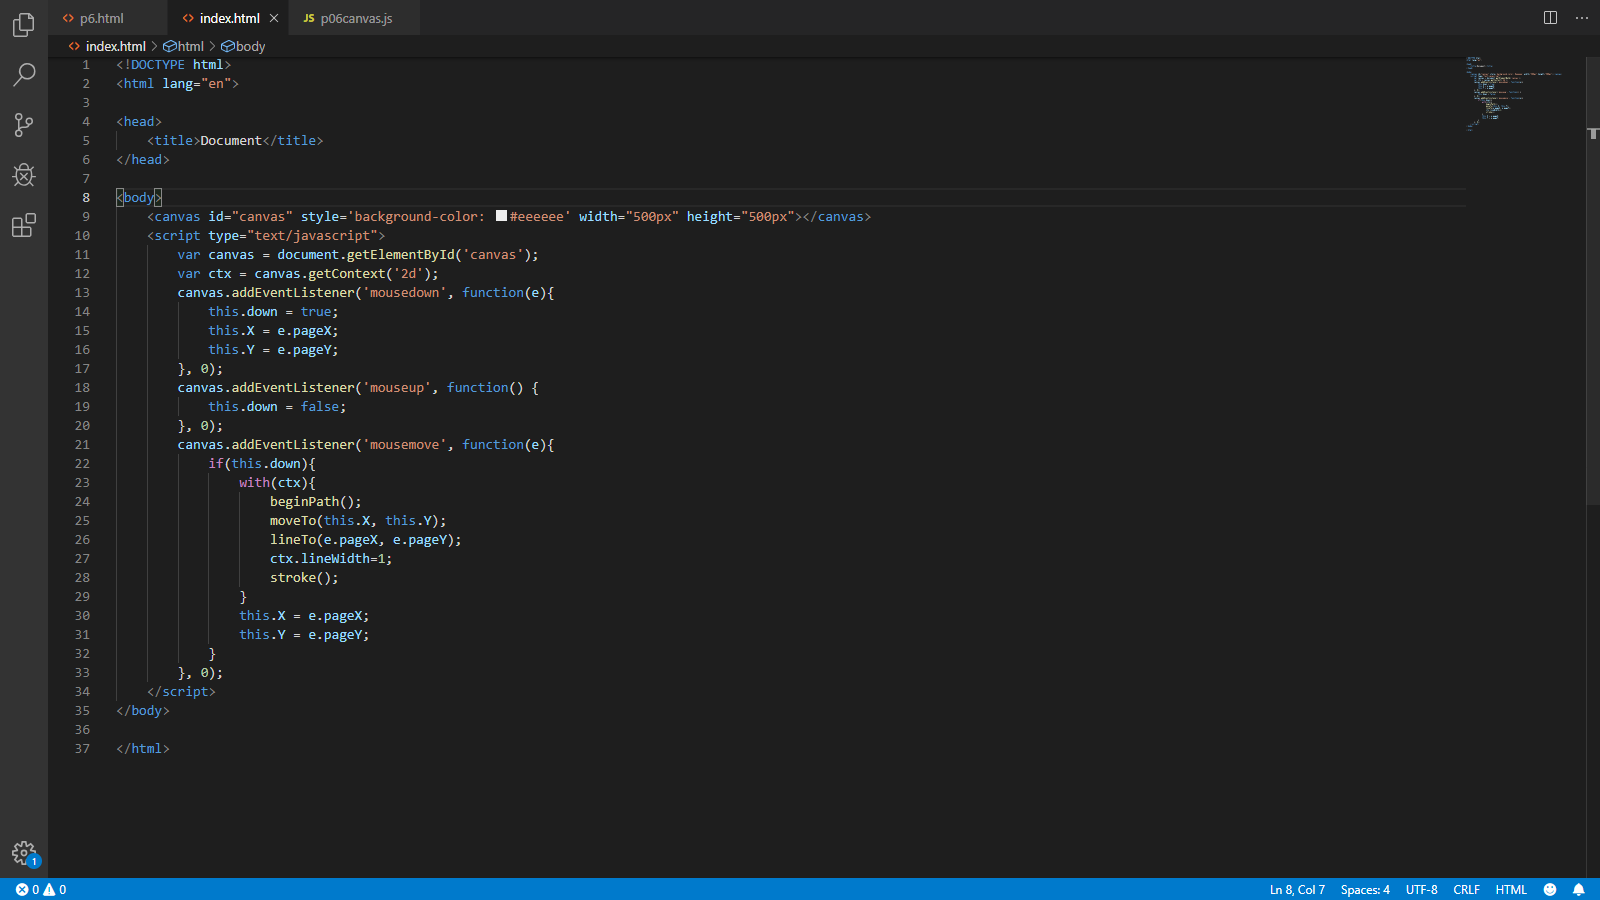 p6.html index.html p06canvas.js
index.html > html > body
1 <!DOCTYPE html>
2 <html lang="en">
3
4 <head>
5     <title>Document</title>
6 </head>
7
8 <body>
9     <canvas id="canvas" style='background-color: #eeeeee' width="500px" height="500px"></canvas>
10     <script type="text/javascript">
11         var canvas = document.getElementById('canvas');
12         var ctx = canvas.getContext('2d');
13         canvas.addEventListener('mousedown', function(e){
14             this.down = true;
15             this.X = e.pageX;
16             this.Y = e.pageY;
17         }, 0);
18         canvas.addEventListener('mouseup', function() {
19             this.down = false;
20         }, 0);
21         canvas.addEventListener('mousemove', function(e){
22             if(this.down){
23                 with(ctx){
24                     beginPath();
25                     moveTo(this.X, this.Y);
26                     lineTo(e.pageX, e.pageY);
27                     ctx.lineWidth=1;
28                     stroke();
29                 }
30                 this.X = e.pageX;
31                 this.Y = e.pageY;
32             }
33         }, 0);
34     </script>
35 </body>
36
37 </html>
1
0 0 Ln 8, Col 7 Spaces: 4 UTF-8 CRLF HTML